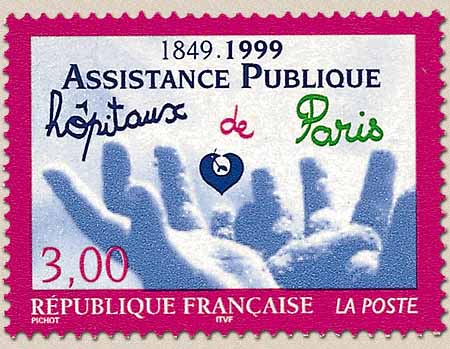 1849.1999
ASSISTANCE PUBLIQUE
hôpitaux de Paris
3,00
RÉPUBLIQUE FRANÇAISE LA POSTE
PICHOT ITVF